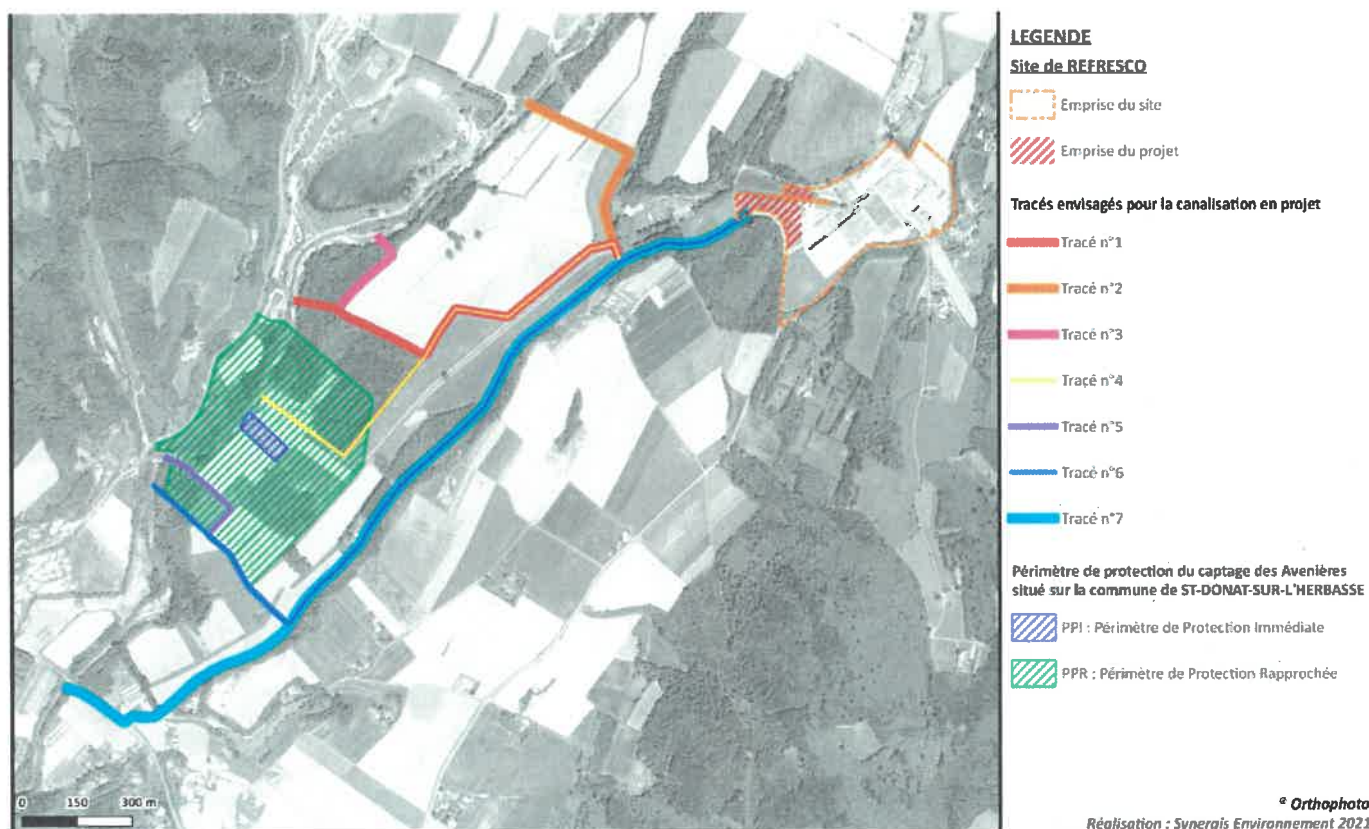 LEGENDE
Site de REFRESCO
Emprise du site
Emprise du projet
Tracés envisagés pour la canalisation en projet
Tracé n°1
Tracé n°2
Tracé n°3
Tracé n°4
Tracé n°5
Tracé n°6
Tracé n°7
Périmètre de protection du captage des Avenières
situé sur la commune de ST-DONAT-SUR-L'HERBASSE
PPI : Périmètre de Protection Immédiate
PPR : Périmètre de Protection Rapprochée
0 150 300 m
@ Orthophoto
Réalisation : Synergis Environnement 2021